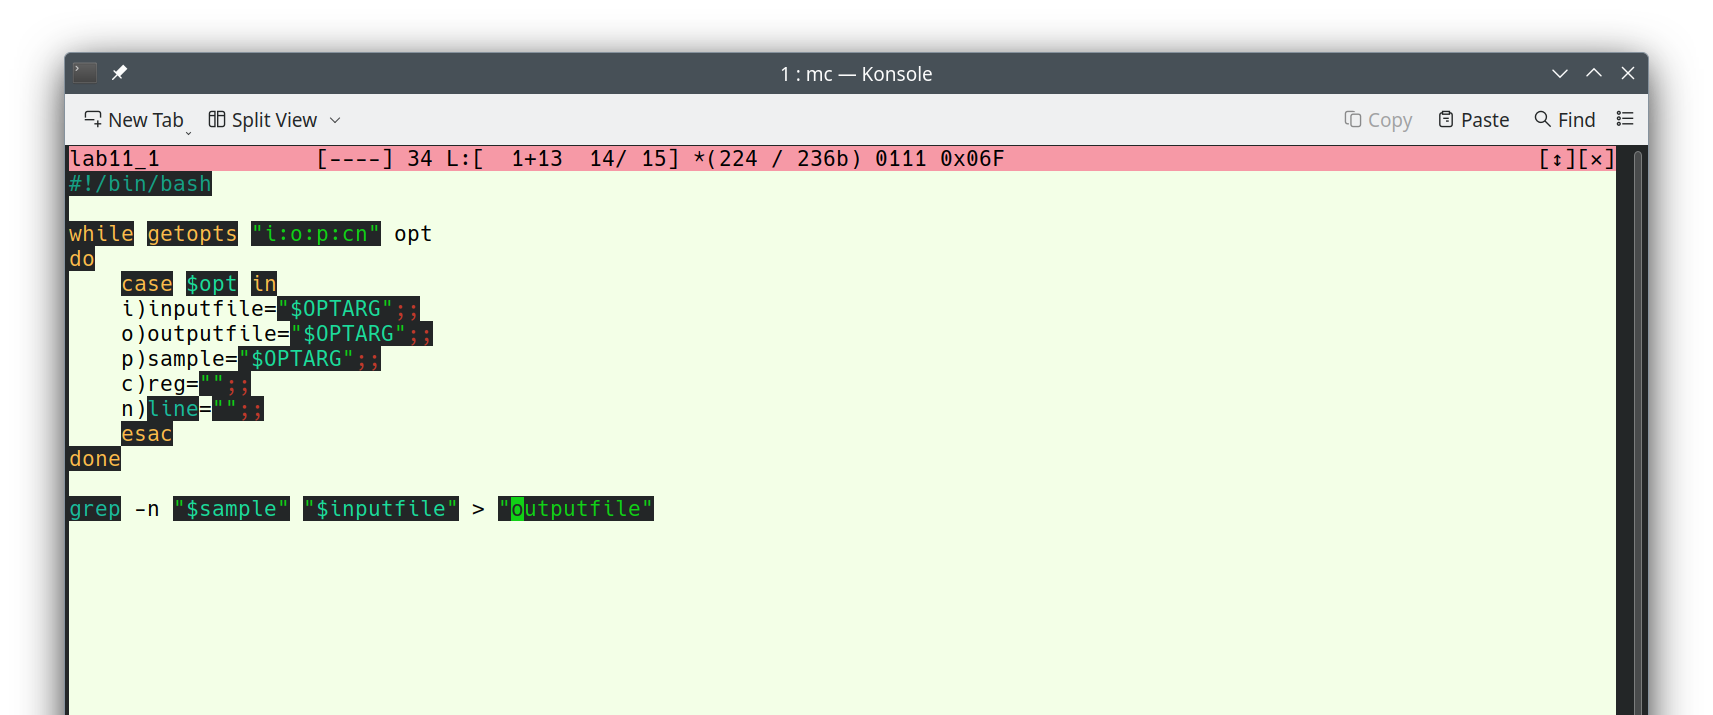 1 : mc — Konsole
New Tab Split View Copy Paste Find
lab11_1 [----] 34 L:[ 1+13 14/ 15] *(224 / 236b) 0111 0x06F [↕][×]
#!/bin/bash
while getopts "i:o:p:cn" opt
do
case $opt in
i)inputfile="$OPTARG";;
o)outputfile="$OPTARG";;
p)sample="$OPTARG";;
c)reg="";;
n)line="";;
esac
done
grep -n "$sample" "$inputfile" > "outputfile"